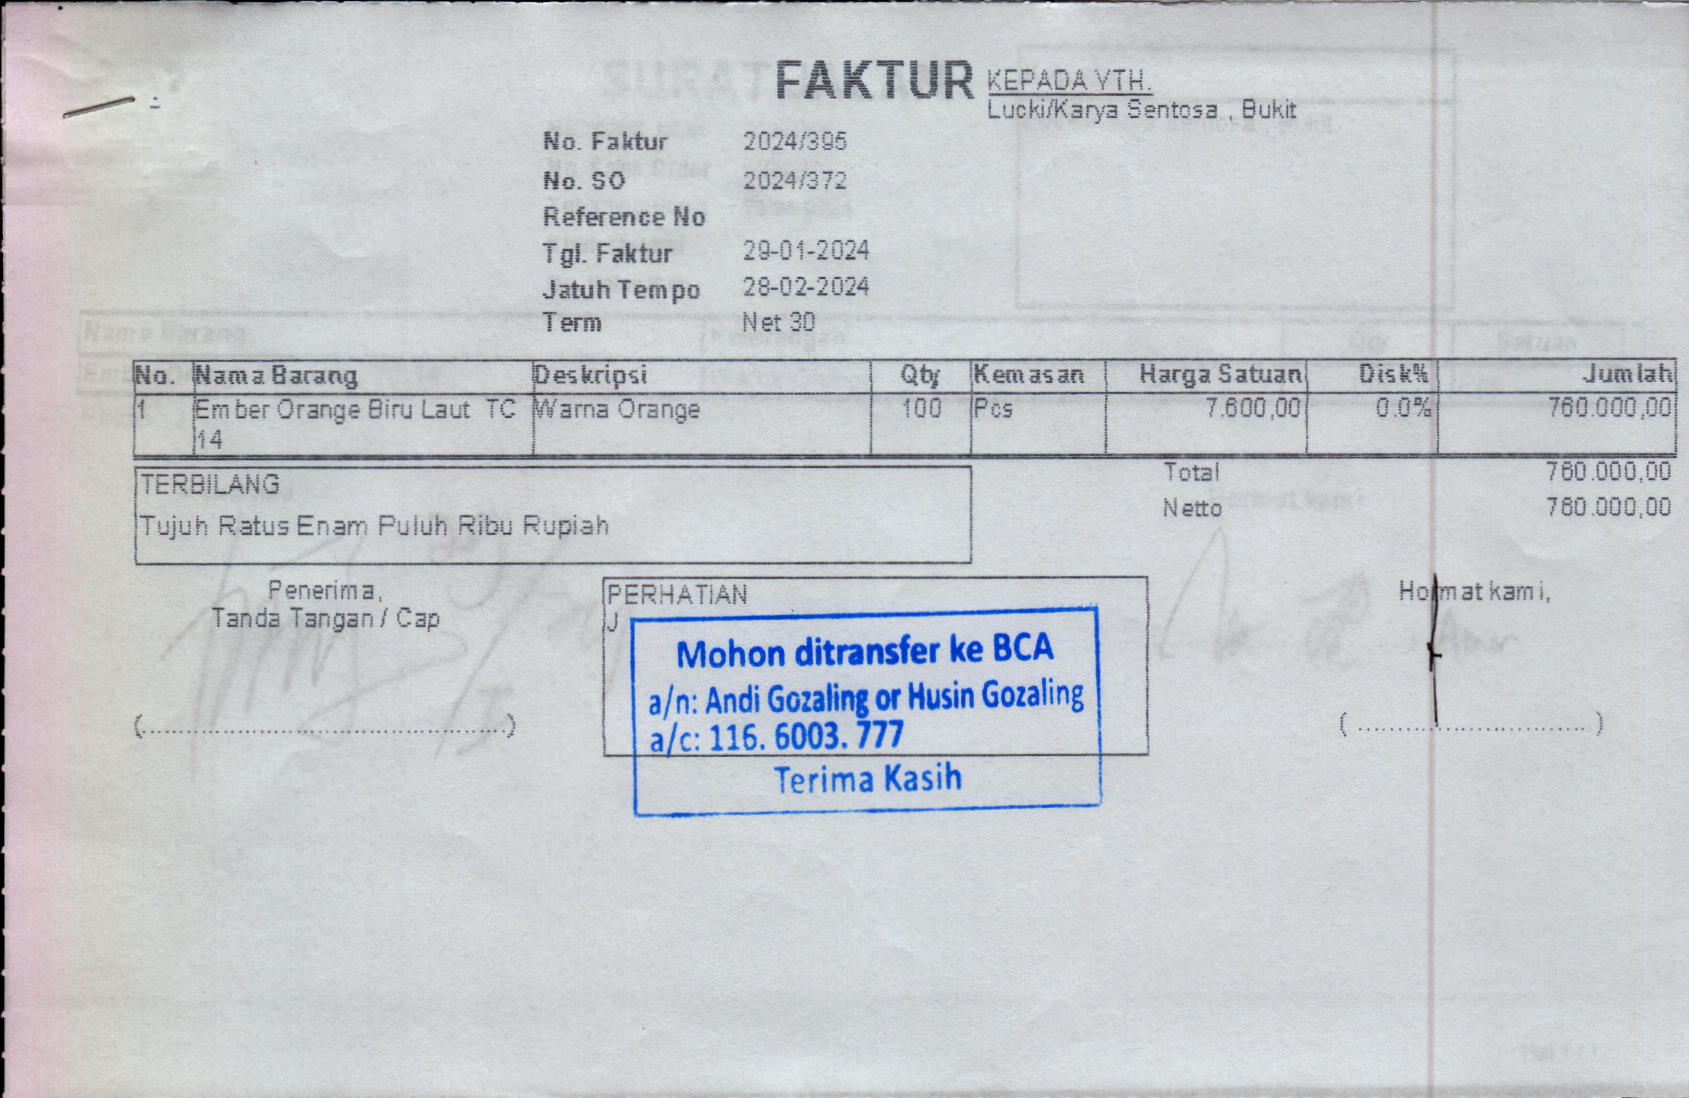 FAKTUR
KEPADA YTH.
Lucki/Karya Sentosa , Bukit
No. Faktur 2024/395
No. SO 2024/372
Reference No
Tgl. Faktur 29-01-2024
Jatuh Tempo 28-02-2024
Term Net 30
No. Nama Barang Deskripsi Qty Kemasan Harga Satuan Disk% Jumlah
1 Ember Orange Biru Laut TC Warna Orange 100 Pcs 7.600,00 0.0% 760.000,00
14
TERBILANG
Total 760.000,00
Netto 760.000,00
Tujuh Ratus Enam Puluh Ribu Rupiah
Penerima,
Tanda Tangan / Cap
(........................................................)
PERHATIAN
J
Mohon ditransfer ke BCA
a/n: Andi Gozaling or Husin Gozaling
a/c: 116. 6003. 777
Terima Kasih
Hormat kami,
( ................................... )